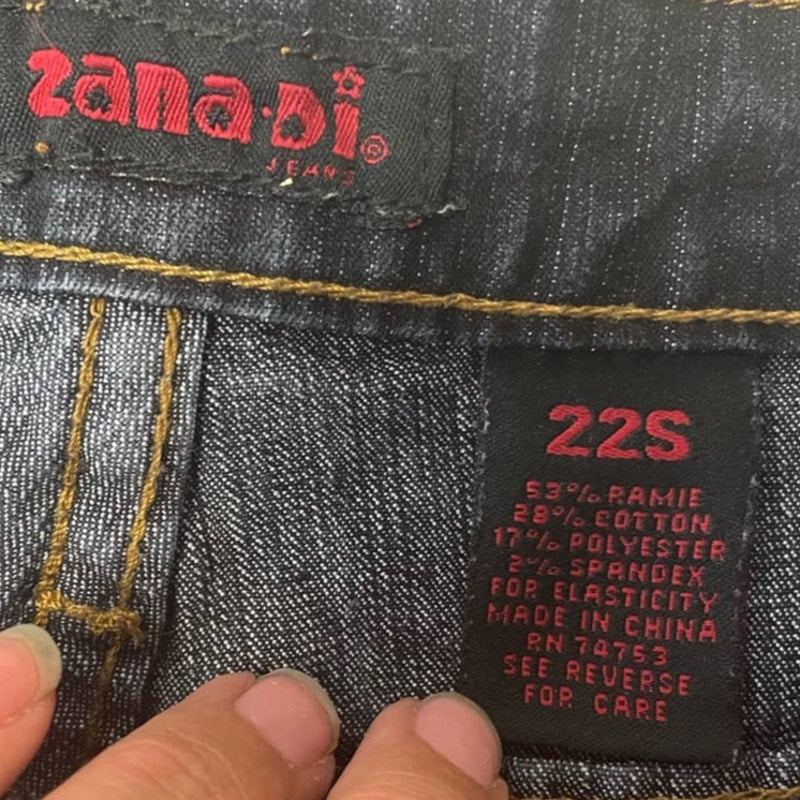 zana·di®
JEANS
22S
53% RAMIE
28% COTTON
17% POLYESTER
2% SPANDEX
FOR ELASTICITY
MADE IN CHINA
RN 74753
SEE REVERSE
FOR CARE